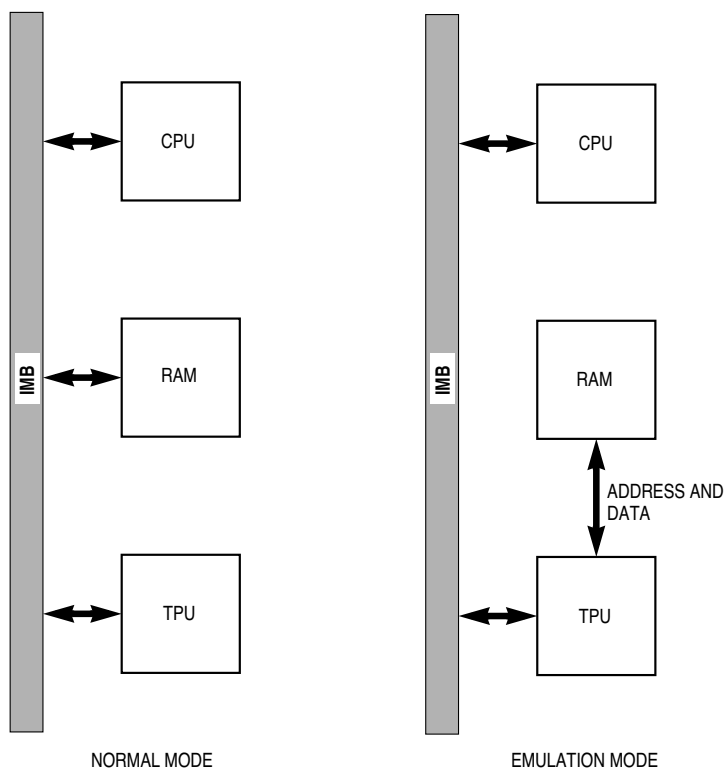 CPU
IMB
RAM
TPU
NORMAL MODE
CPU
IMB
RAM
ADDRESS AND
DATA
TPU
EMULATION MODE